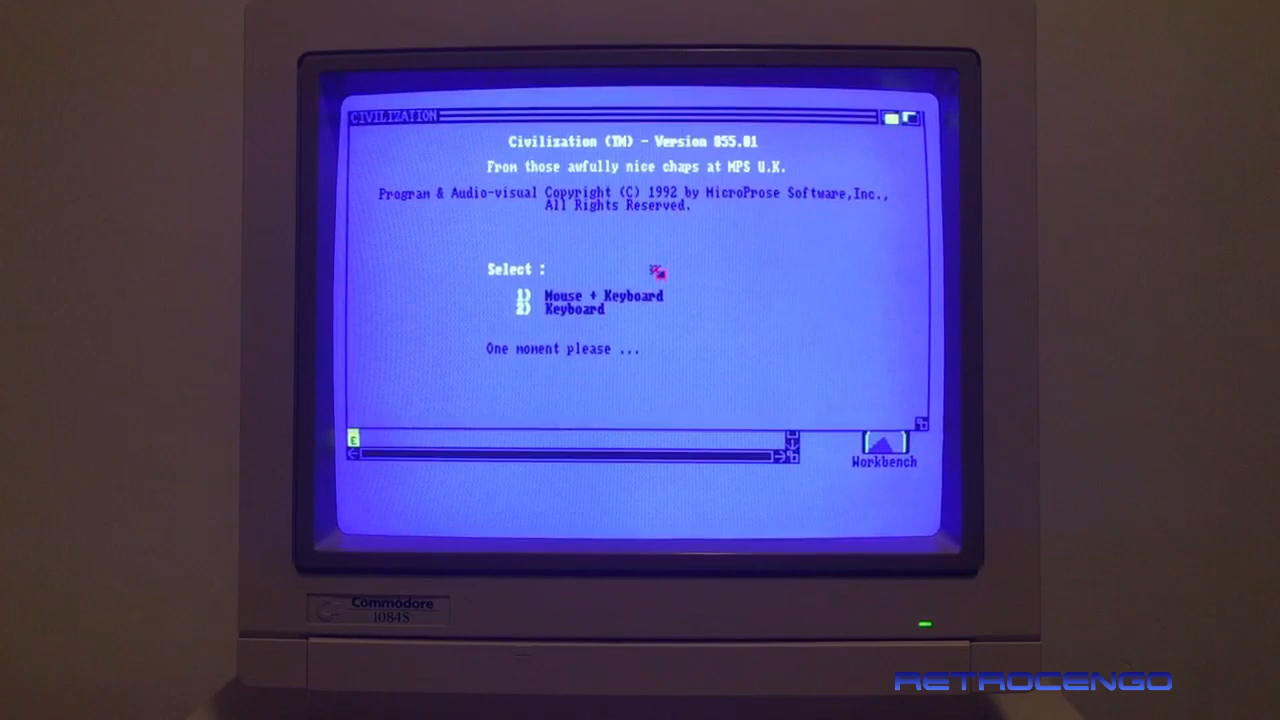 CIVILIZATION
Civilization (TM) - Version 855.01
From those awfully nice chaps at MPS U.K.
Program & Audio-visual Copyright (C) 1992 by MicroProse Software,Inc.,
All Rights Reserved.
Select :
1) Mouse + Keyboard
2) Keyboard
One moment please ...
E
Workbench
Commodore
1084S
RETROCENGO